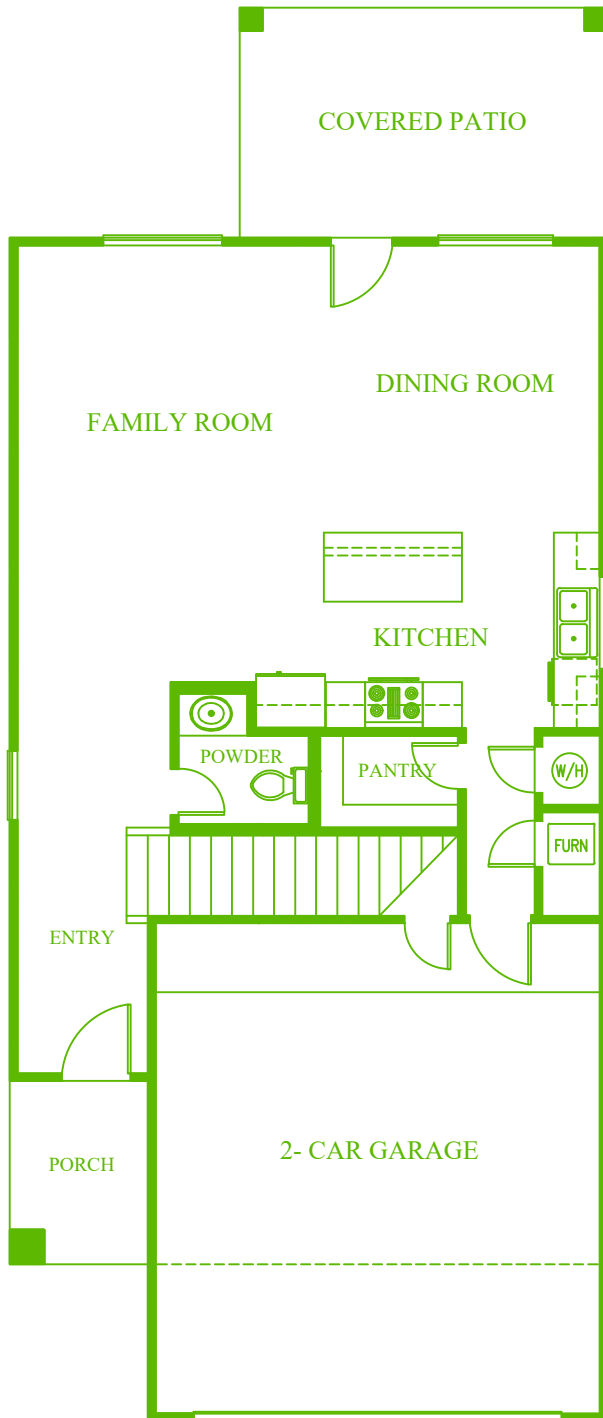 COVERED PATIO
DINING ROOM
FAMILY ROOM
KITCHEN
POWDER
PANTRY
W/H
FURN
ENTRY
2- CAR GARAGE
PORCH